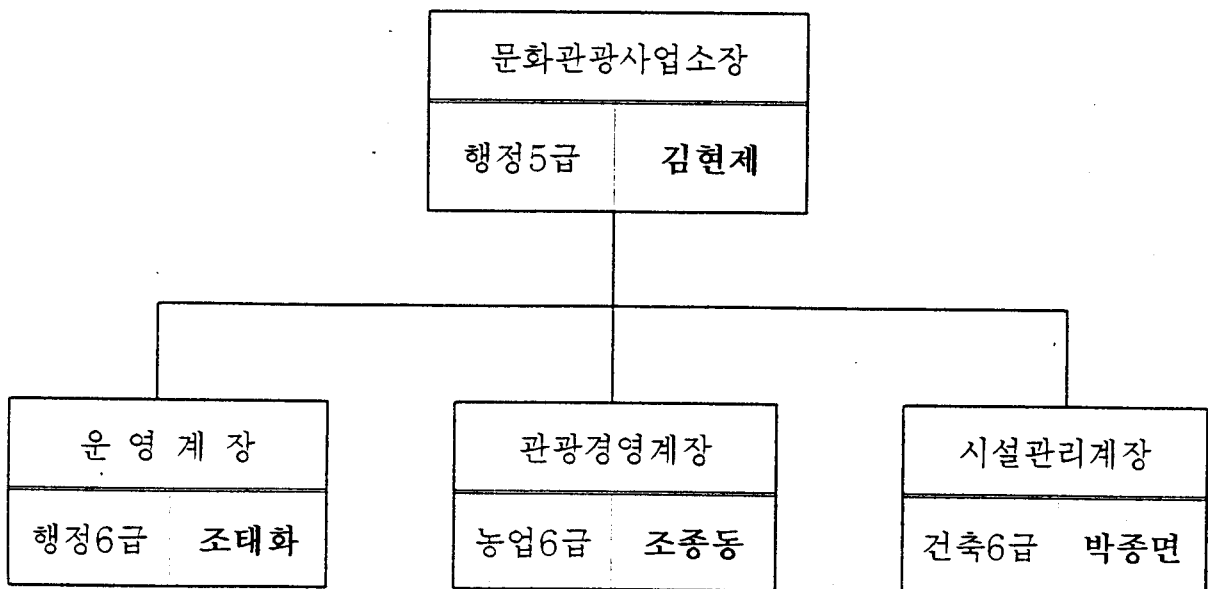 문화관광사업소장
행정5급 김현제
운 영 계 장
행정6급 조태화
관광경영계장
농업6급 조종동
시설관리계장
건축6급 박종면